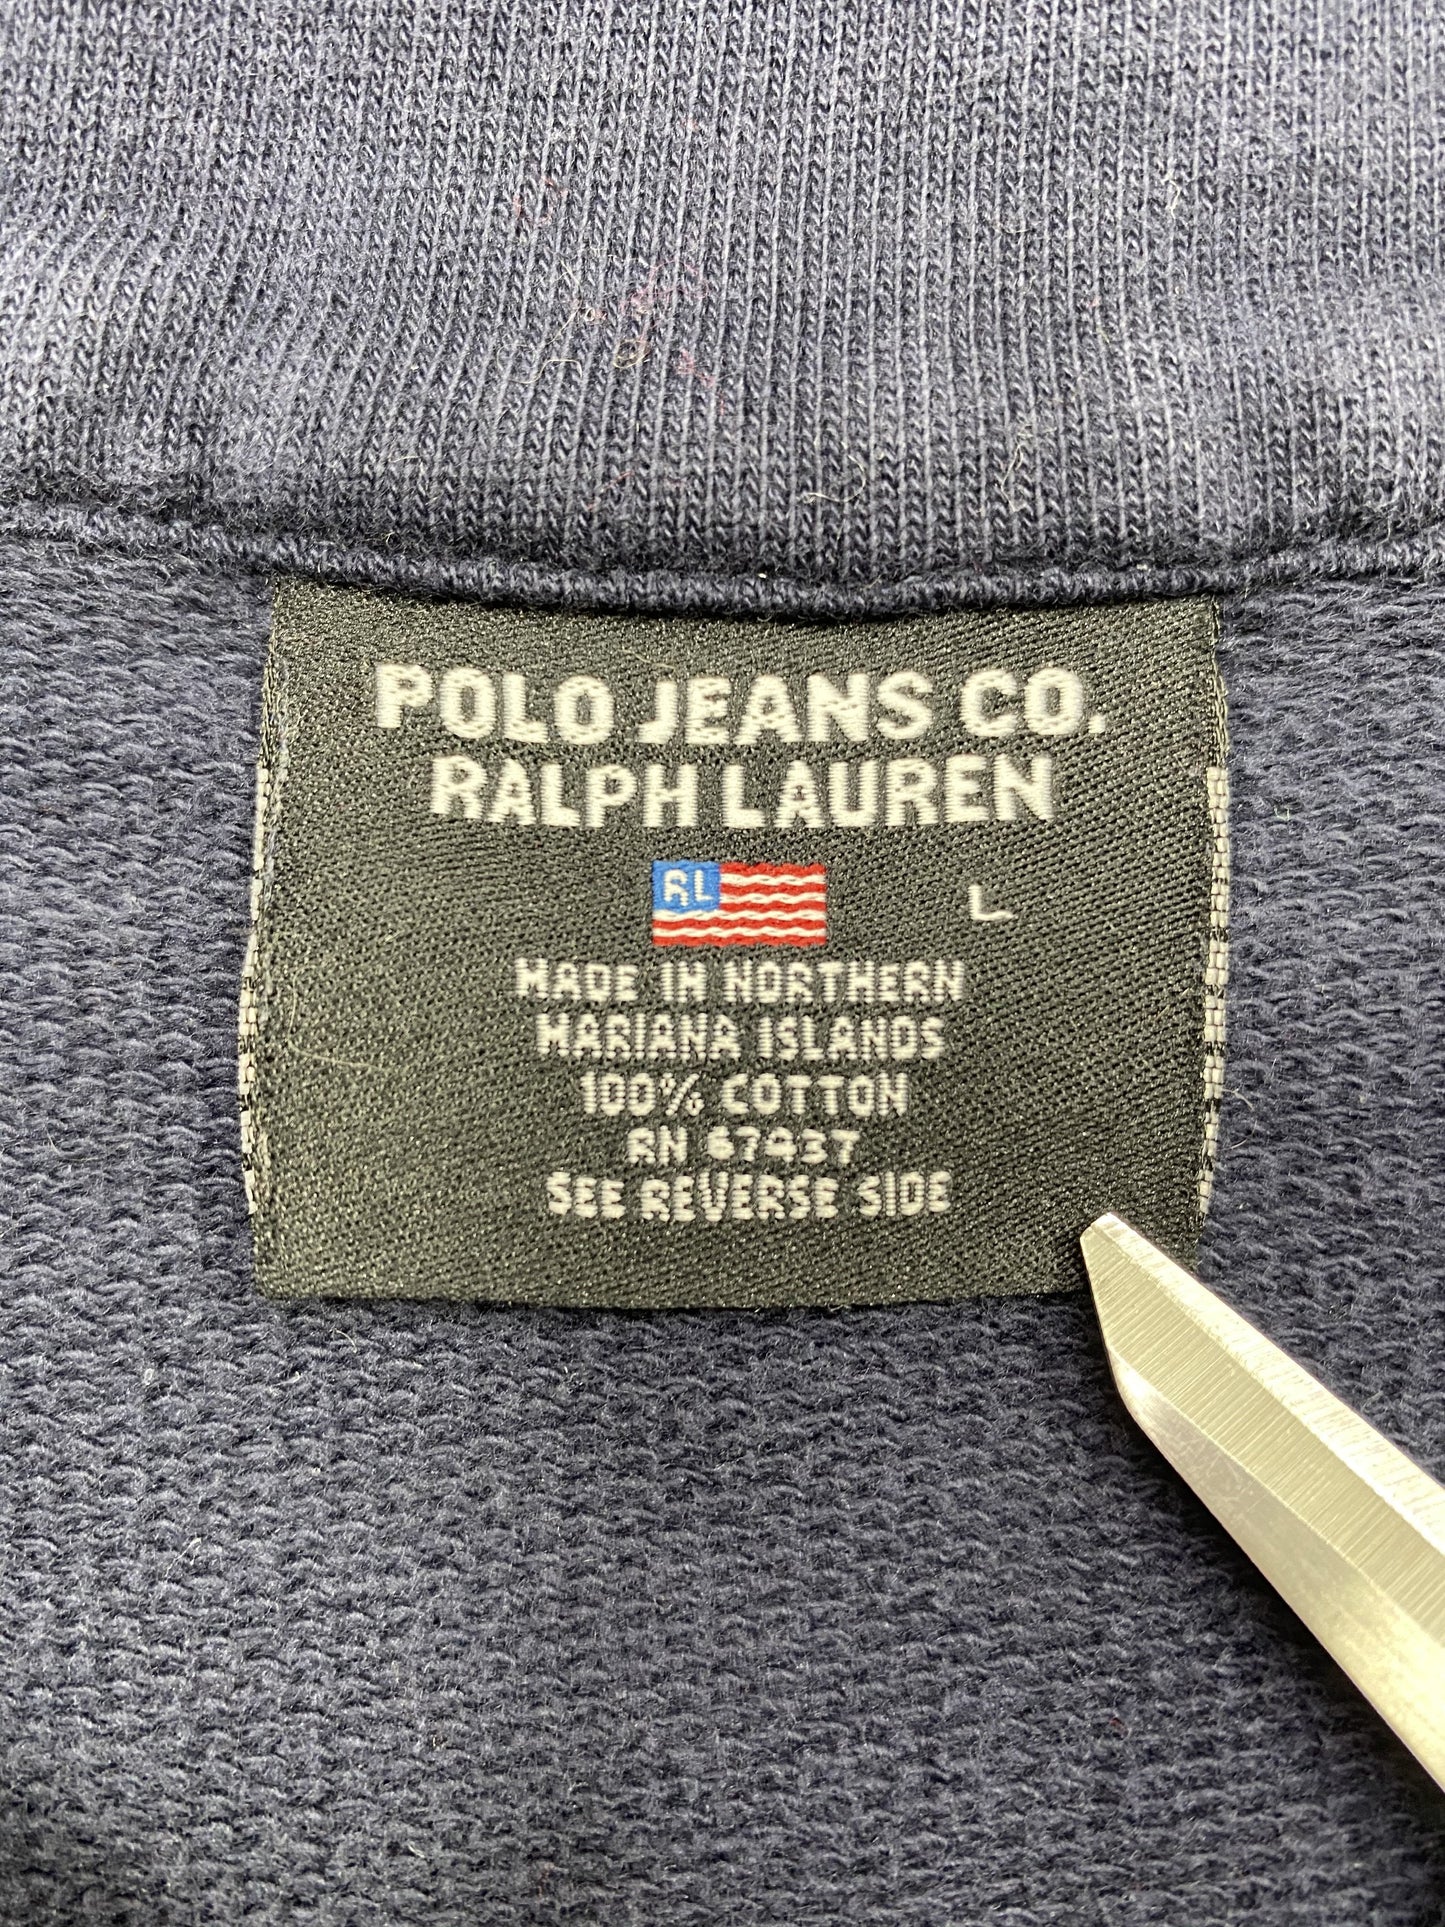 POLO JEANS CO.
RALPH LAUREN
RL
L
MADE IN NORTHERN
MARIANA ISLANDS
100% COTTON
RN 67437
SEE REVERSE SIDE